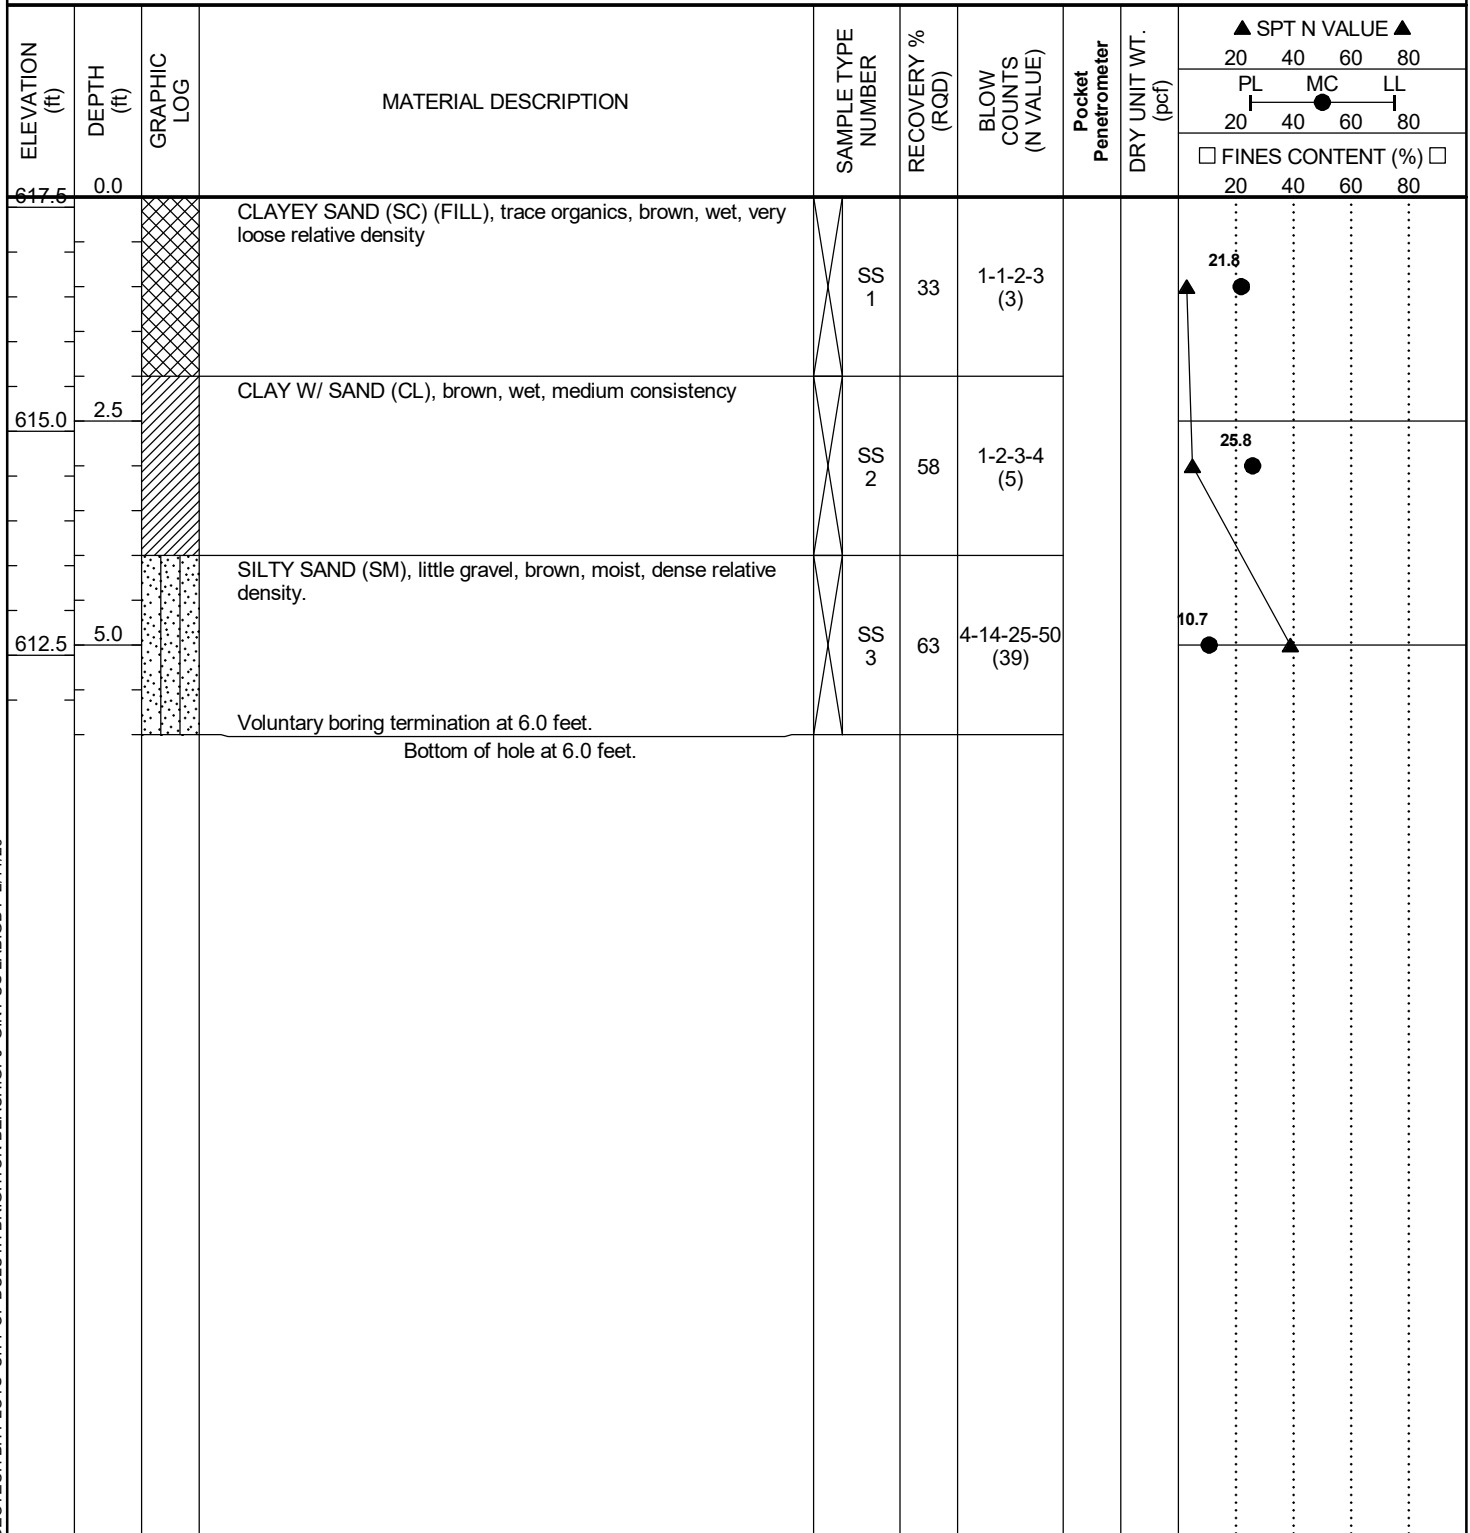 ELEVATION
(ft)
DEPTH
(ft)
GRAPHIC
LOG
MATERIAL DESCRIPTION
SAMPLE TYPE
NUMBER
RECOVERY %
(RQD)
BLOW
COUNTS
(N VALUE)
Pocket
Penetrometer
DRY UNIT WT.
(pcf)
▲ SPT N VALUE ▲
20 40 60 80
PL MC LL
20 40 60 80
□ FINES CONTENT (%) □
20 40 60 80
617.5 0.0
CLAYEY SAND (SC) (FILL), trace organics, brown, wet, very
loose relative density
SS
1
33
1-1-2-3
(3)
21.8
CLAY W/ SAND (CL), brown, wet, medium consistency
615.0 2.5
SS
2
58
1-2-3-4
(5)
25.8
SILTY SAND (SM), little gravel, brown, moist, dense relative
density.
612.5 5.0
SS
3
63
4-14-25-50
(39)
10.7
Voluntary boring termination at 6.0 feet.
Bottom of hole at 6.0 feet.